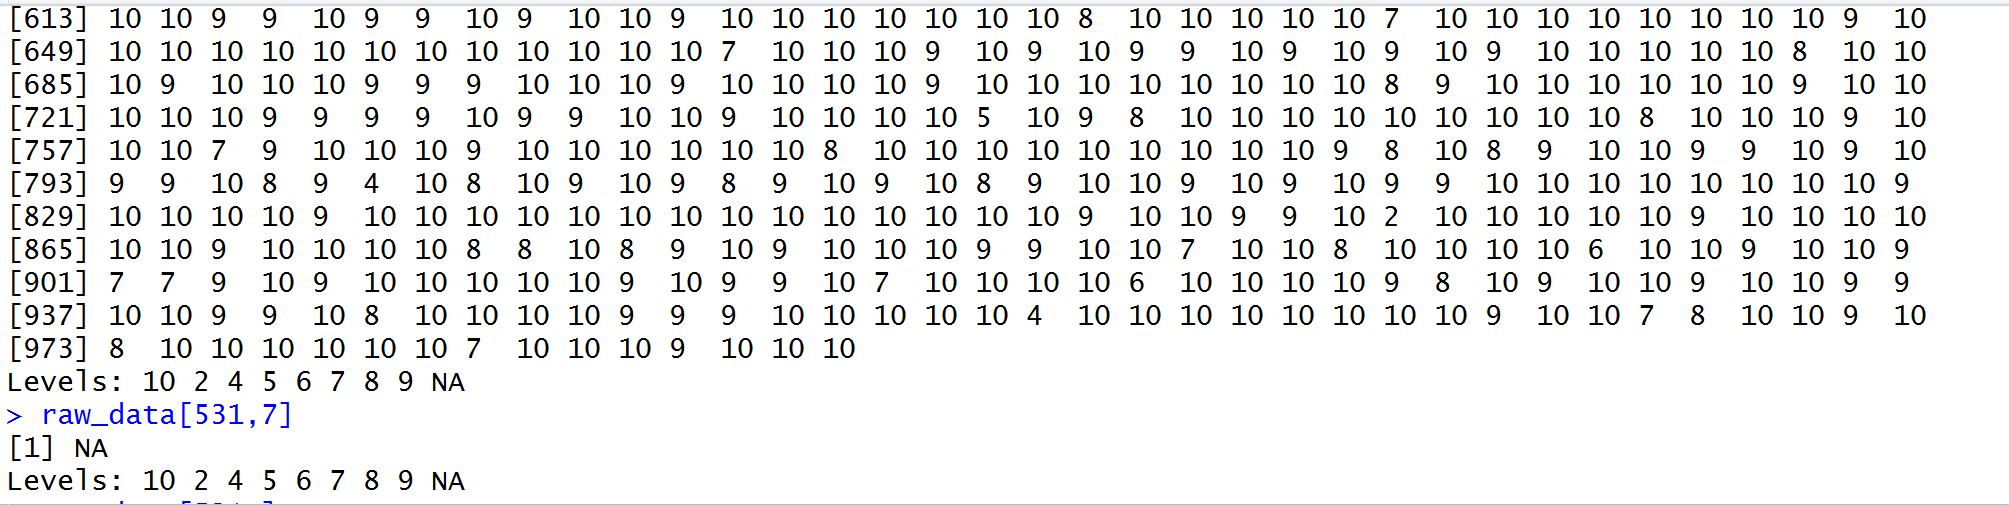 [613] 10 10 9 9 10 9 9 10 9 10 10 9 10 10 10 10 10 10 10 8 10 10 10 10 10 7 10 10 10 10 10 10 10 10 9 10
[649] 10 10 10 10 10 10 10 10 10 10 10 10 7 10 10 10 9 10 9 10 9 9 10 9 10 9 10 9 10 10 10 10 10 8 10 10
[685] 10 9 10 10 10 9 9 9 10 10 10 9 10 10 10 10 9 10 10 10 10 10 10 10 10 8 9 10 10 10 10 10 10 9 10 10
[721] 10 10 10 9 9 9 9 10 9 9 10 10 9 10 10 10 10 5 10 9 8 10 10 10 10 10 10 10 10 10 8 10 10 10 9 10
[757] 10 10 7 9 10 10 10 9 10 10 10 10 10 10 8 10 10 10 10 10 10 10 10 10 9 8 10 8 9 10 10 9 9 10 9 10
[793] 9 9 10 8 9 4 10 8 10 9 10 9 8 9 10 9 10 8 9 10 10 9 10 9 10 9 9 10 10 10 10 10 10 10 10 9
[829] 10 10 10 10 9 10 10 10 10 10 10 10 10 10 10 10 10 10 10 9 10 10 9 9 10 2 10 10 10 10 10 9 10 10 10 10
[865] 10 10 9 10 10 10 10 8 8 10 8 9 10 9 10 10 10 9 9 10 10 7 10 10 8 10 10 10 10 6 10 10 9 10 10 9
[901] 7 7 9 10 9 10 10 10 10 10 9 10 9 9 10 7 10 10 10 10 6 10 10 10 10 9 8 10 9 10 10 9 10 10 9 9
[937] 10 10 9 9 10 8 10 10 10 10 9 9 9 10 10 10 10 10 4 10 10 10 10 10 10 10 10 9 10 10 7 8 10 10 9 10
[973] 8 10 10 10 10 10 10 7 10 10 10 9 10 10 10
Levels: 10 2 4 5 6 7 8 9 NA
> raw_data[531,7]
[1] NA
Levels: 10 2 4 5 6 7 8 9 NA